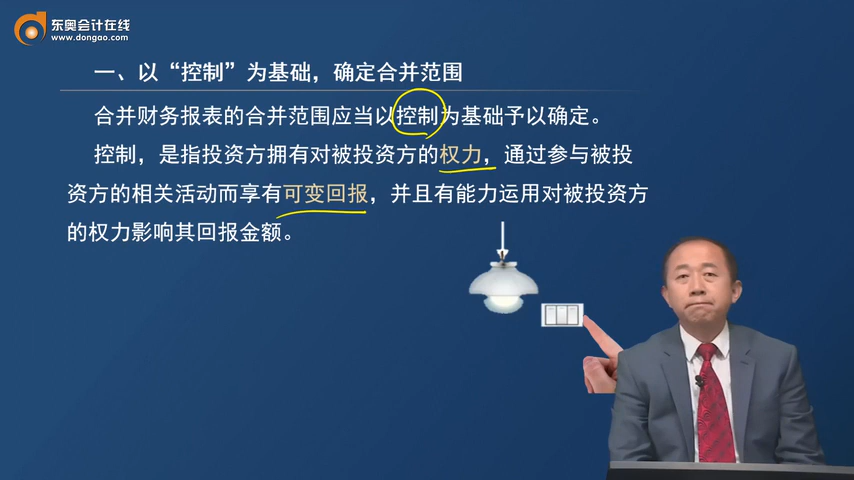 东奥会计在线
www.dongao.com
一、以“控制”为基础，确定合并范围
合并财务报表的合并范围应当以控制为基础予以确定。
控制，是指投资方拥有对被投资方的权力，通过参与被投
资方的相关活动而享有可变回报，并且有能力运用对被投资方
的权力影响其回报金额。